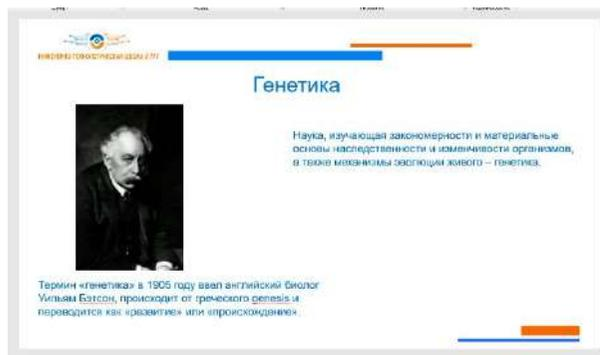 Генетика
Наука, изучающая закономерности и материальные
основы наследственности и изменчивости организмов,
а также механизмы эволюции живого – генетика.
Термин «генетика» в 1905 году ввел английский биолог
Уильям Бэтсон, происходит от греческого genesis и
переводится как «развитие» или «происхождение».